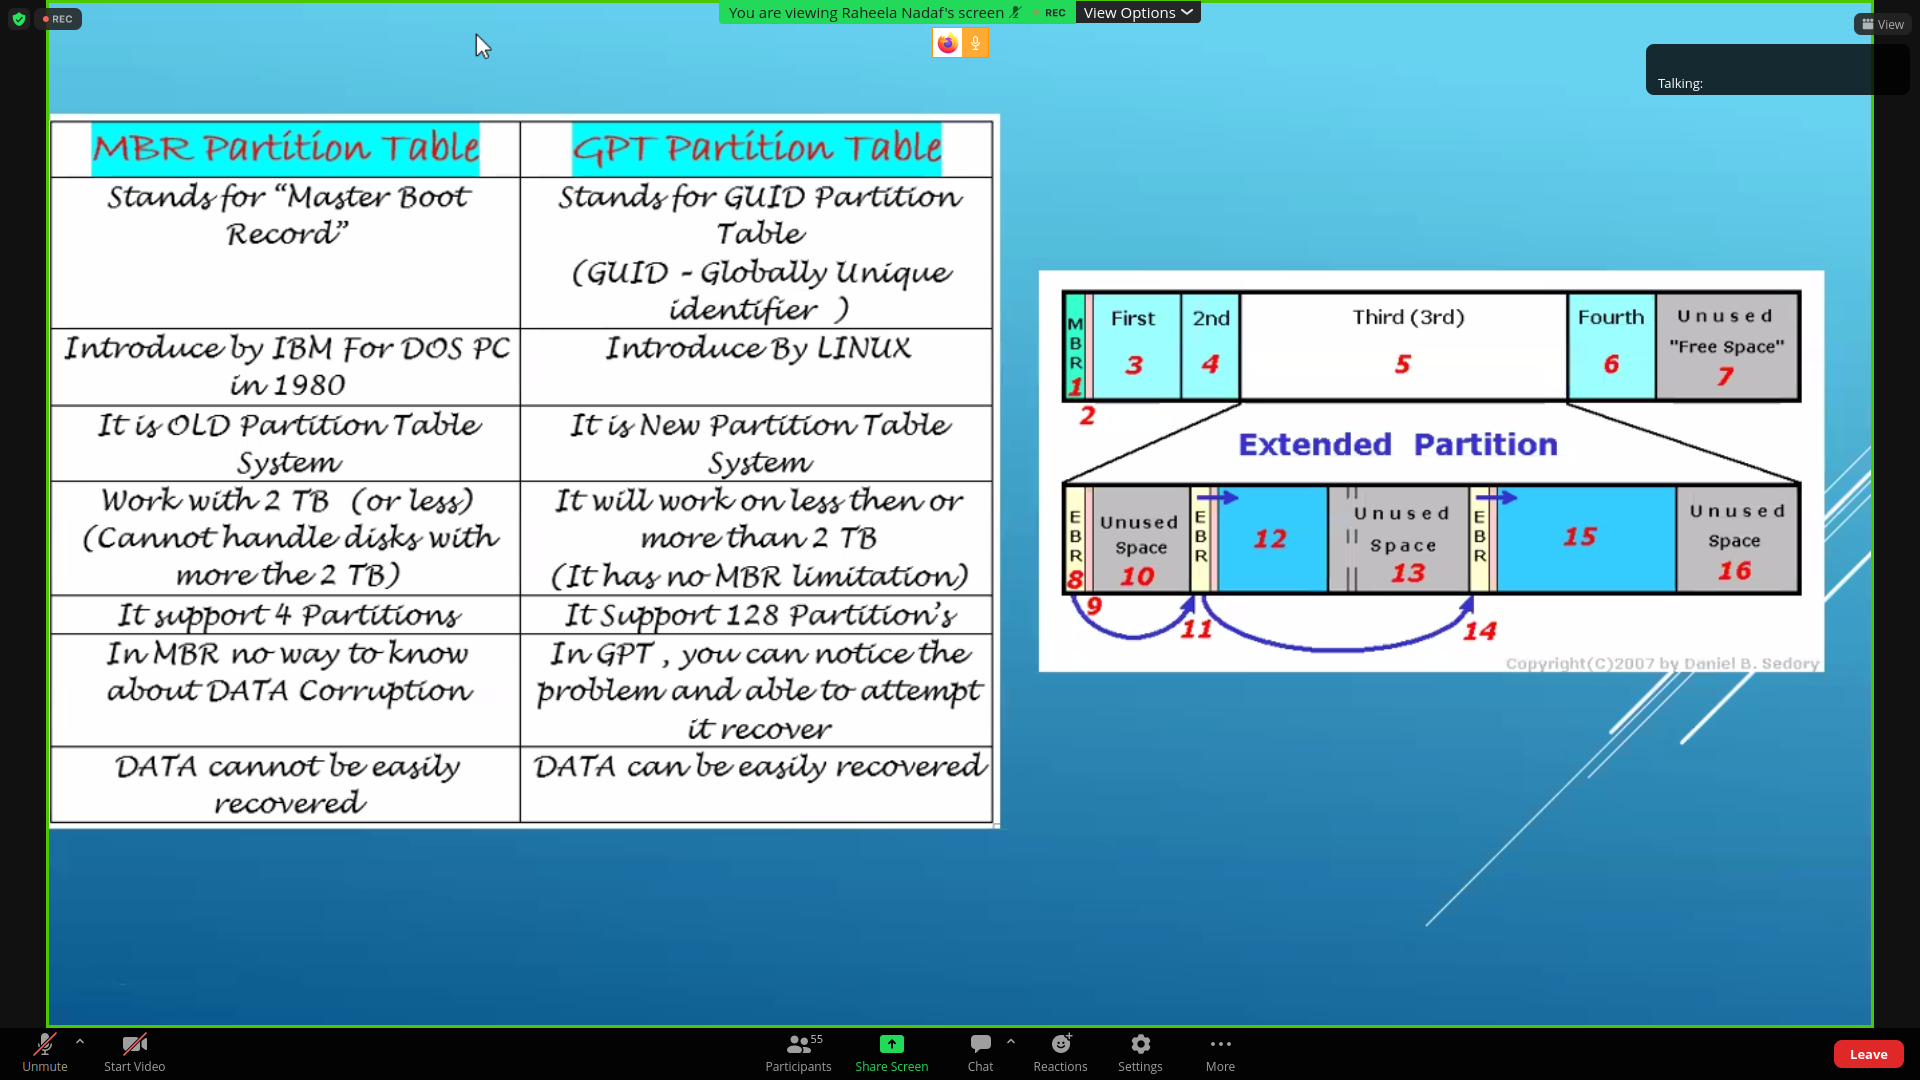 REC
You are viewing Raheela Nadaf's screen
REC
View Options
View
Talking:
MBR Partition Table
GPT Partition Table
Stands for “Master Boot
Record”
Stands for GUID Partition
Table
(GUID - Globally Unique
identifier )
Introduce by IBM For DOS PC
in 1980
Introduce By LINUX
It is OLD Partition Table
System
It is New Partition Table
System
Work with 2 TB (or less)
(Cannot handle disks with
more the 2 TB)
It will work on less then or
more than 2 TB
(It has no MBR limitation)
It support 4 Partitions
It Support 128 Partition’s
In MBR no way to know
about DATA Corruption
In GPT , you can notice the
problem and able to attempt
it recover
DATA cannot be easily
recovered
DATA can be easily recovered
MBR
1
2
First
3
2nd
4
Third (3rd)
5
Fourth
6
Unused
"Free Space"
7
Extended Partition
EBR
8
9
Unused
Space
10
EBR
11
12
Unused
Space
13
EBR
14
15
Unused
Space
16
Copyright(C)2007 by Daniel B. Sedory
Unmute
Start Video
55
Participants
Share Screen
Chat
Reactions
Settings
More
Leave